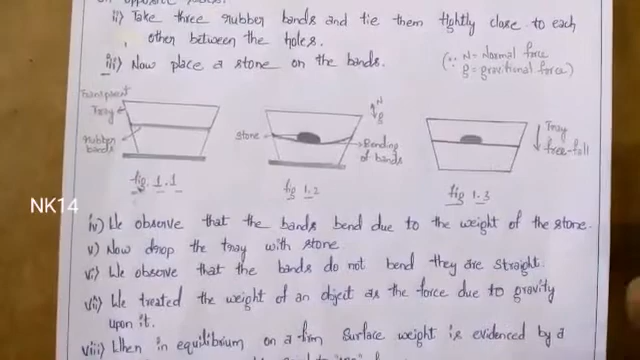 ii) Take three rubber bands and tie them tightly close to each
other between the holes.
iii) Now place a stone on the bands.
(∵ N = Normal force
g = gravitional force)
Transparent
Tray
rubber
bands
fig. 1.1
stone
N
g
Bending
of bands
fig 1.2
Tray
free-fall
fig 1.3
NK14
iv) We observe that the bands bend due to the weight of the stone.
v) Now drop the tray with stone
vi) We observe that the bands do not bend they are straight.
vii) We treated the weight of an object as the force due to gravity
upon it.
viii) When in equilibrium on a firm surface weight is evidenced by a